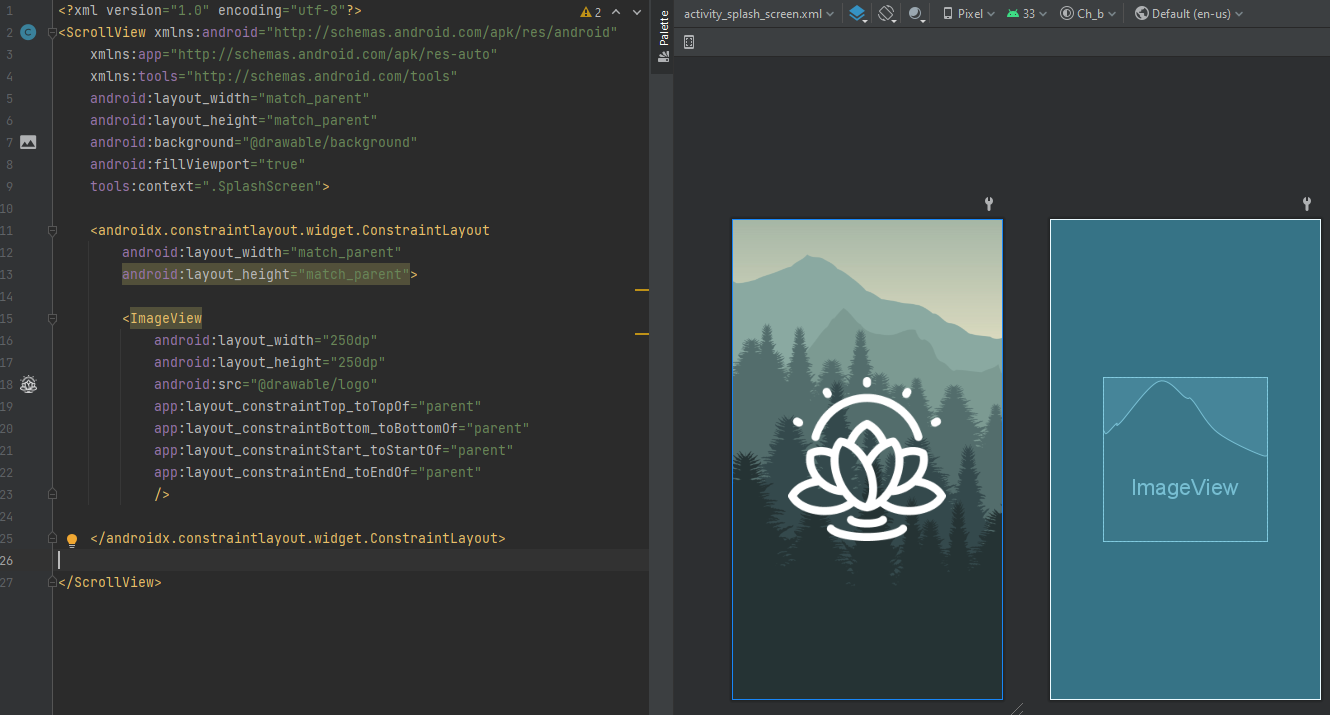 1 <?xml version="1.0" encoding="utf-8"?>
2 <ScrollView xmlns:android="http://schemas.android.com/apk/res/android"
3 xmlns:app="http://schemas.android.com/apk/res-auto"
4 xmlns:tools="http://schemas.android.com/tools"
5 android:layout_width="match_parent"
6 android:layout_height="match_parent"
7 android:background="@drawable/background"
8 android:fillViewport="true"
9 tools:context=".SplashScreen">
10
11 <androidx.constraintlayout.widget.ConstraintLayout
12 android:layout_width="match_parent"
13 android:layout_height="match_parent">
14
15 <ImageView
16 android:layout_width="250dp"
17 android:layout_height="250dp"
18 android:src="@drawable/logo"
19 app:layout_constraintTop_toTopOf="parent"
20 app:layout_constraintBottom_toBottomOf="parent"
21 app:layout_constraintStart_toStartOf="parent"
22 app:layout_constraintEnd_toEndOf="parent"
23 />
24
25 </androidx.constraintlayout.widget.ConstraintLayout>
26
27 </ScrollView>
2
C
Palette
activity_splash_screen.xml Pixel 33 Ch_b Default (en-us)
ImageView